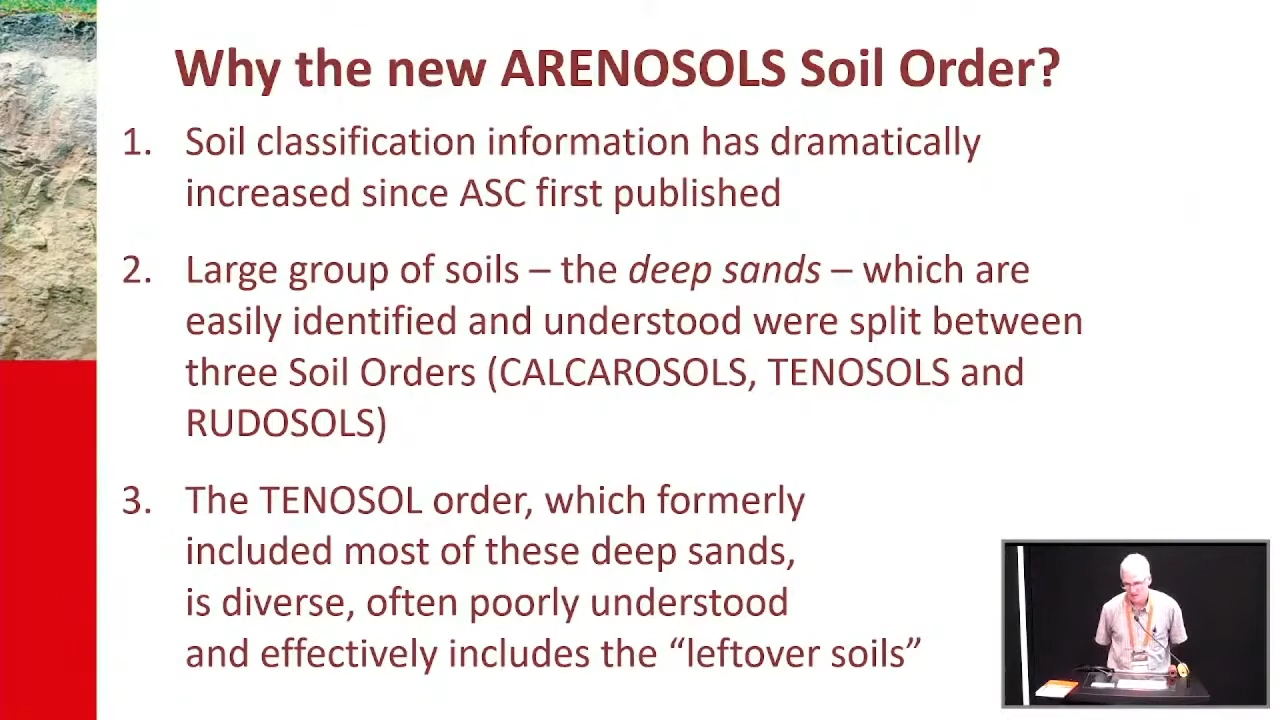 Why the new ARENOSOLS Soil Order?
1. Soil classification information has dramatically
increased since ASC first published
2. Large group of soils – the deep sands – which are
easily identified and understood were split between
three Soil Orders (CALCAROSOLS, TENOSOLS and
RUDOSOLS)
3. The TENOSOL order, which formerly
included most of these deep sands,
is diverse, often poorly understood
and effectively includes the “leftover soils”